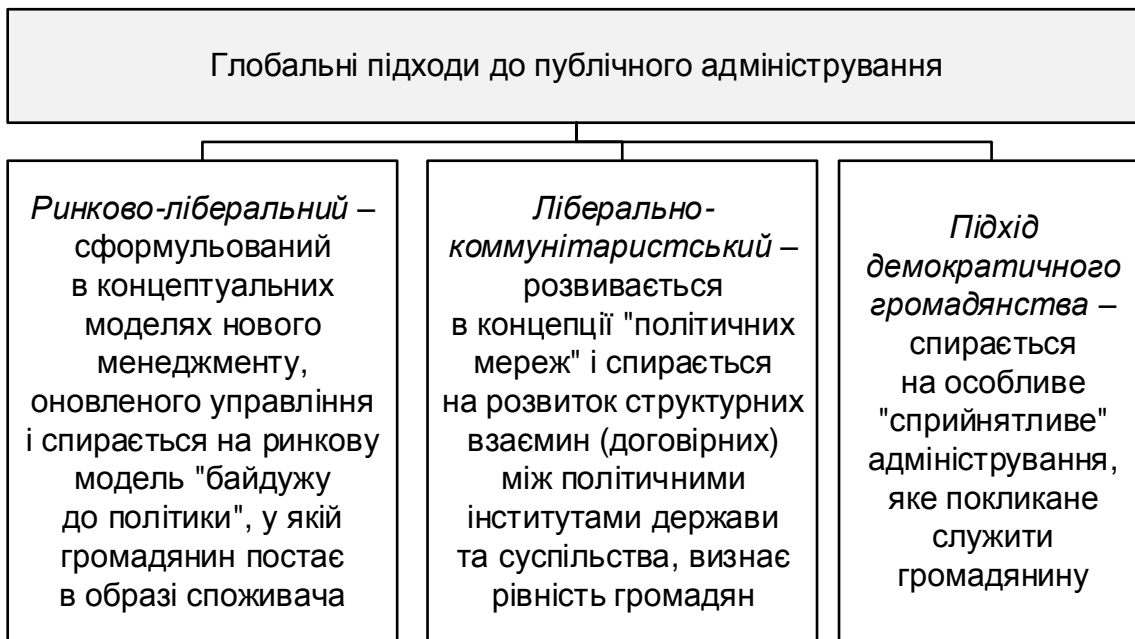 Глобальні підходи до публічного адміністрування
Ринково-ліберальний –
сформульований
в концептуальних
моделях нового
менеджменту,
оновленого управління
і спирається на ринкову
модель "байдужу
до політики", у якій
громадянин постає
в образі споживача
Ліберально-
коммунітаристський –
розвивається
в концепції "політичних
мереж" і спирається
на розвиток структурних
взаємин (договірних)
між політичними
інститутами держави
та суспільства, визнає
рівність громадян
Підхід
демократичного
громадянства –
спирається
на особливе
"сприйнятливе"
адміністрування,
яке покликане
служити
громадянину